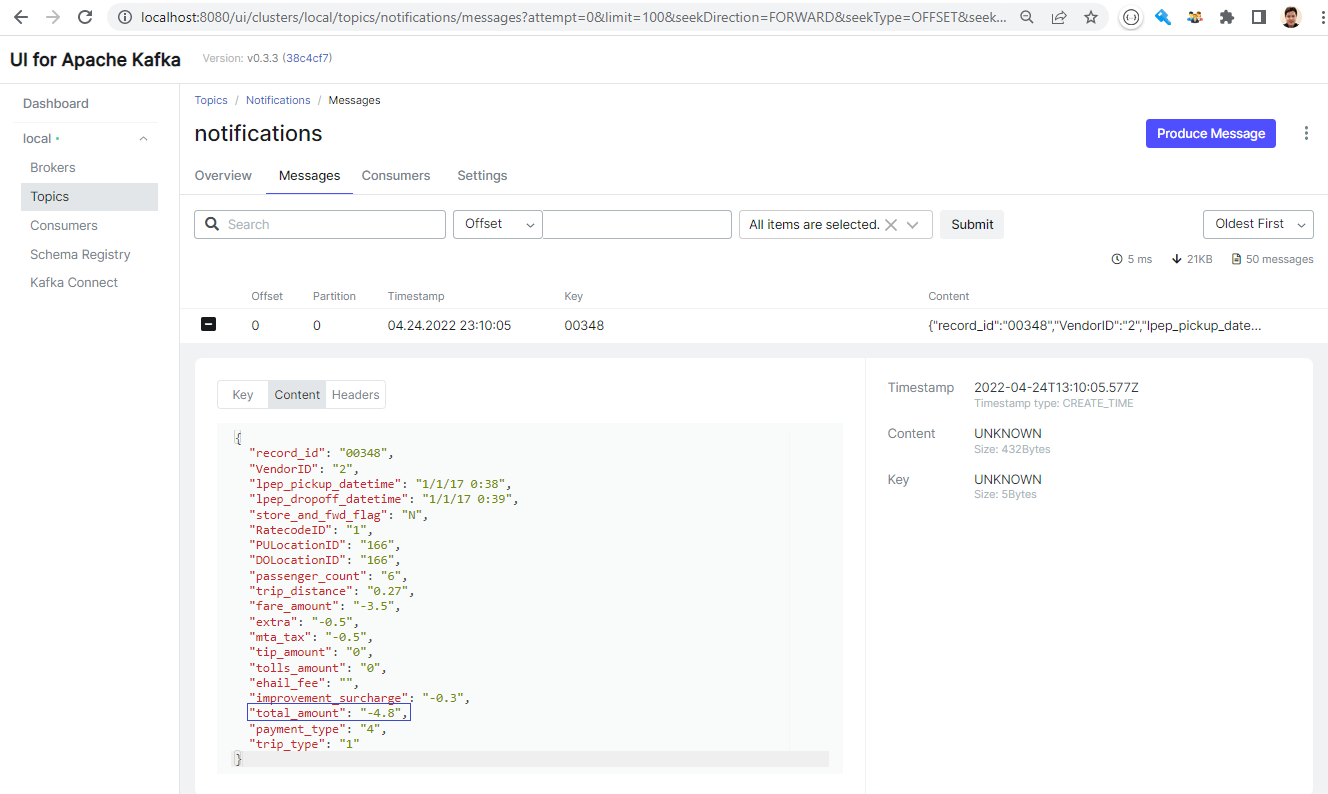 localhost:8080/ui/clusters/local/topics/notifications/messages?attempt=0&limit=100&seekDirection=FORWARD&seekType=OFFSET&seek...
UI for Apache Kafka Version: v0.3.3 (38c4cf7)
Dashboard
local
Brokers
Topics
Consumers
Schema Registry
Kafka Connect
Topics / Notifications / Messages
notifications
Produce Message
Overview Messages Consumers Settings
Search Offset All items are selected. Submit Oldest First
5 ms 21KB 50 messages
Offset Partition Timestamp Key Content
0 0 04.24.2022 23:10:05 00348 {"record_id":"00348","VendorID":"2","lpep_pickup_date...
Key Content Headers
{
"record_id": "00348",
"VendorID": "2",
"lpep_pickup_datetime": "1/1/17 0:38",
"lpep_dropoff_datetime": "1/1/17 0:39",
"store_and_fwd_flag": "N",
"RatecodeID": "1",
"PULocationID": "166",
"DOLocationID": "166",
"passenger_count": "6",
"trip_distance": "0.27",
"fare_amount": "-3.5",
"extra": "-0.5",
"mta_tax": "-0.5",
"tip_amount": "0",
"tolls_amount": "0",
"ehail_fee": "",
"improvement_surcharge": "-0.3",
"total_amount": "-4.8",
"payment_type": "4",
"trip_type": "1"
}
Timestamp 2022-04-24T13:10:05.577Z
Timestamp type: CREATE_TIME
Content UNKNOWN
Size: 432Bytes
Key UNKNOWN
Size: 5Bytes